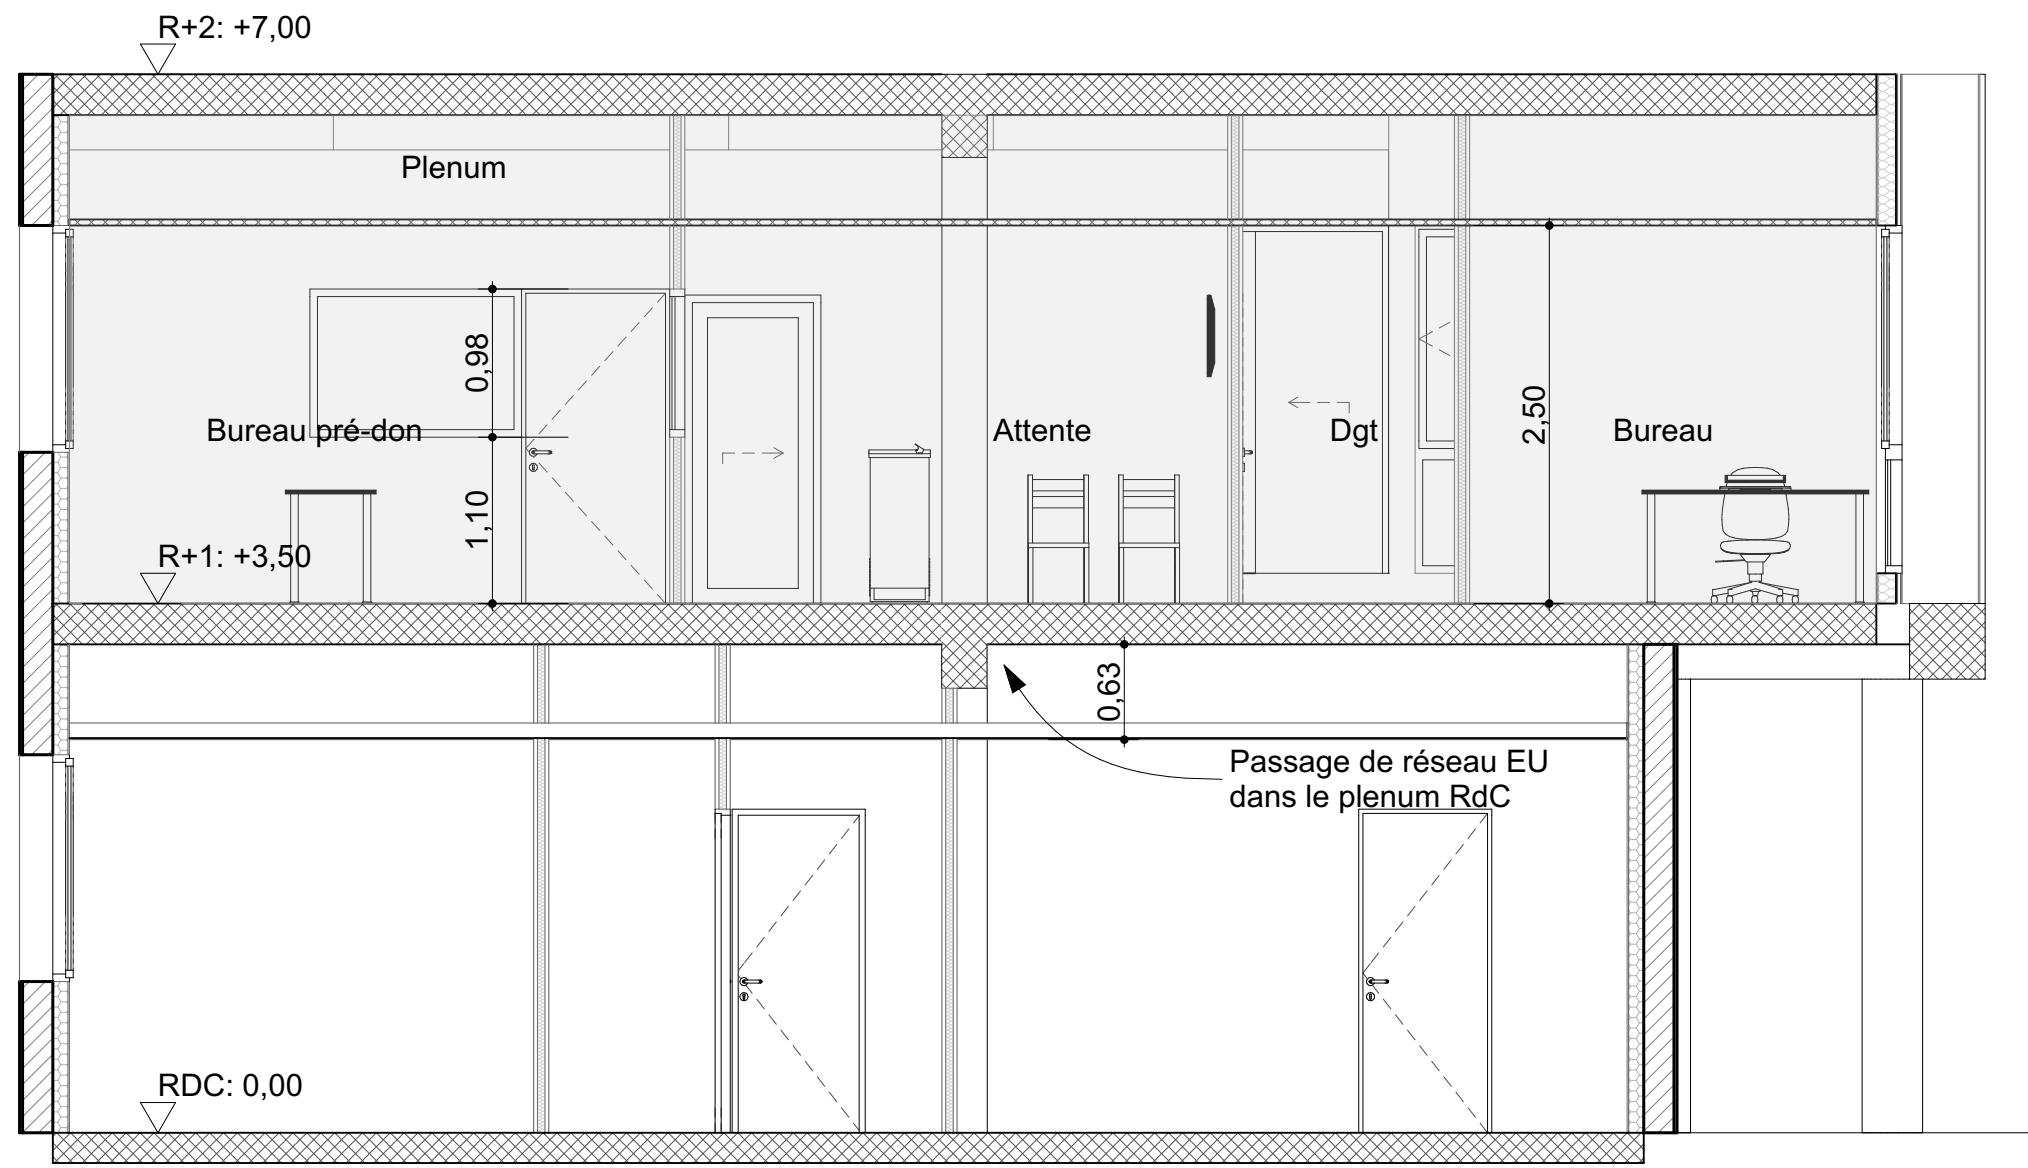 R+2: +7,00
Plenum
0,98
2,50
Bureau pré-don
Attente
Dgt
Bureau
1,10
R+1: +3,50
0,63
Passage de réseau EU
dans le plenum RdC
RDC: 0,00